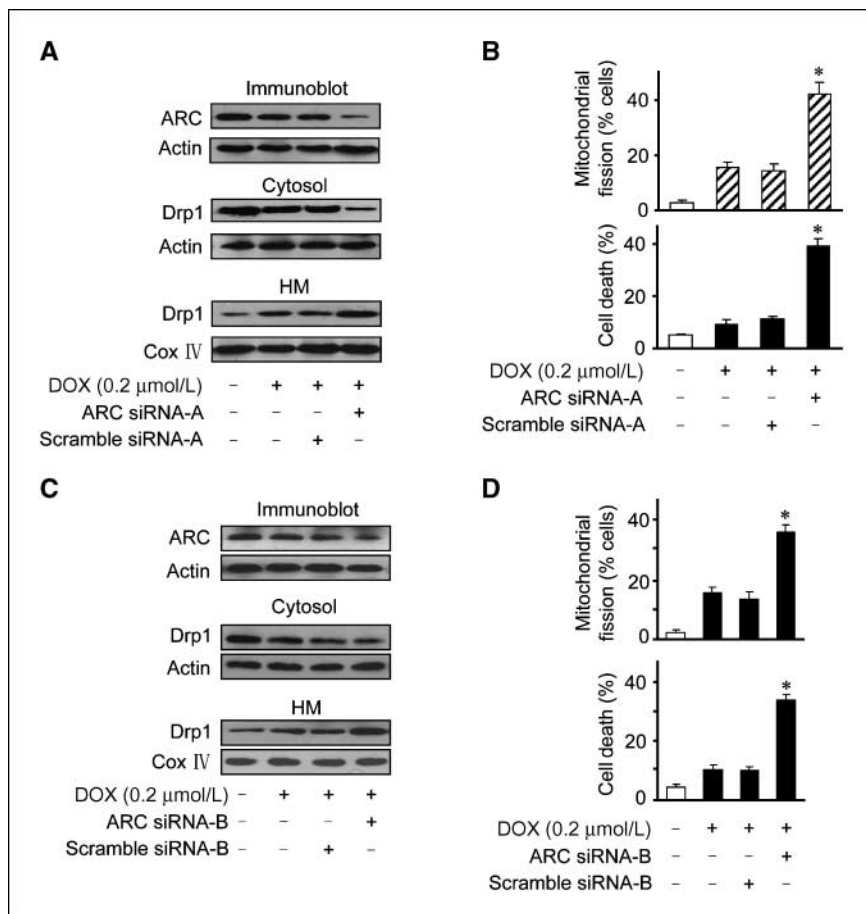 A
Immunoblot
ARC
Actin
Cytosol
Drp1
Actin
HM
Drp1
Cox IV
DOX (0.2 μmol/L) – + + +
ARC siRNA-A – – – +
Scramble siRNA-A – – + –
B
Mitochondrial
fission (% cells)
40
20
0
*
Cell death (%)
40
20
0
*
DOX (0.2 μmol/L) – + + +
ARC siRNA-A – – – +
Scramble siRNA-A – – + –
C
Immunoblot
ARC
Actin
Cytosol
Drp1
Actin
HM
Drp1
Cox IV
DOX (0.2 μmol/L) – + + +
ARC siRNA-B – – – +
Scramble siRNA-B – – + –
D
Mitochondrial
fission (% cells)
40
20
0
*
Cell death (%)
40
20
0
*
DOX (0.2 μmol/L) – + + +
ARC siRNA-B – – – +
Scramble siRNA-B – – + –